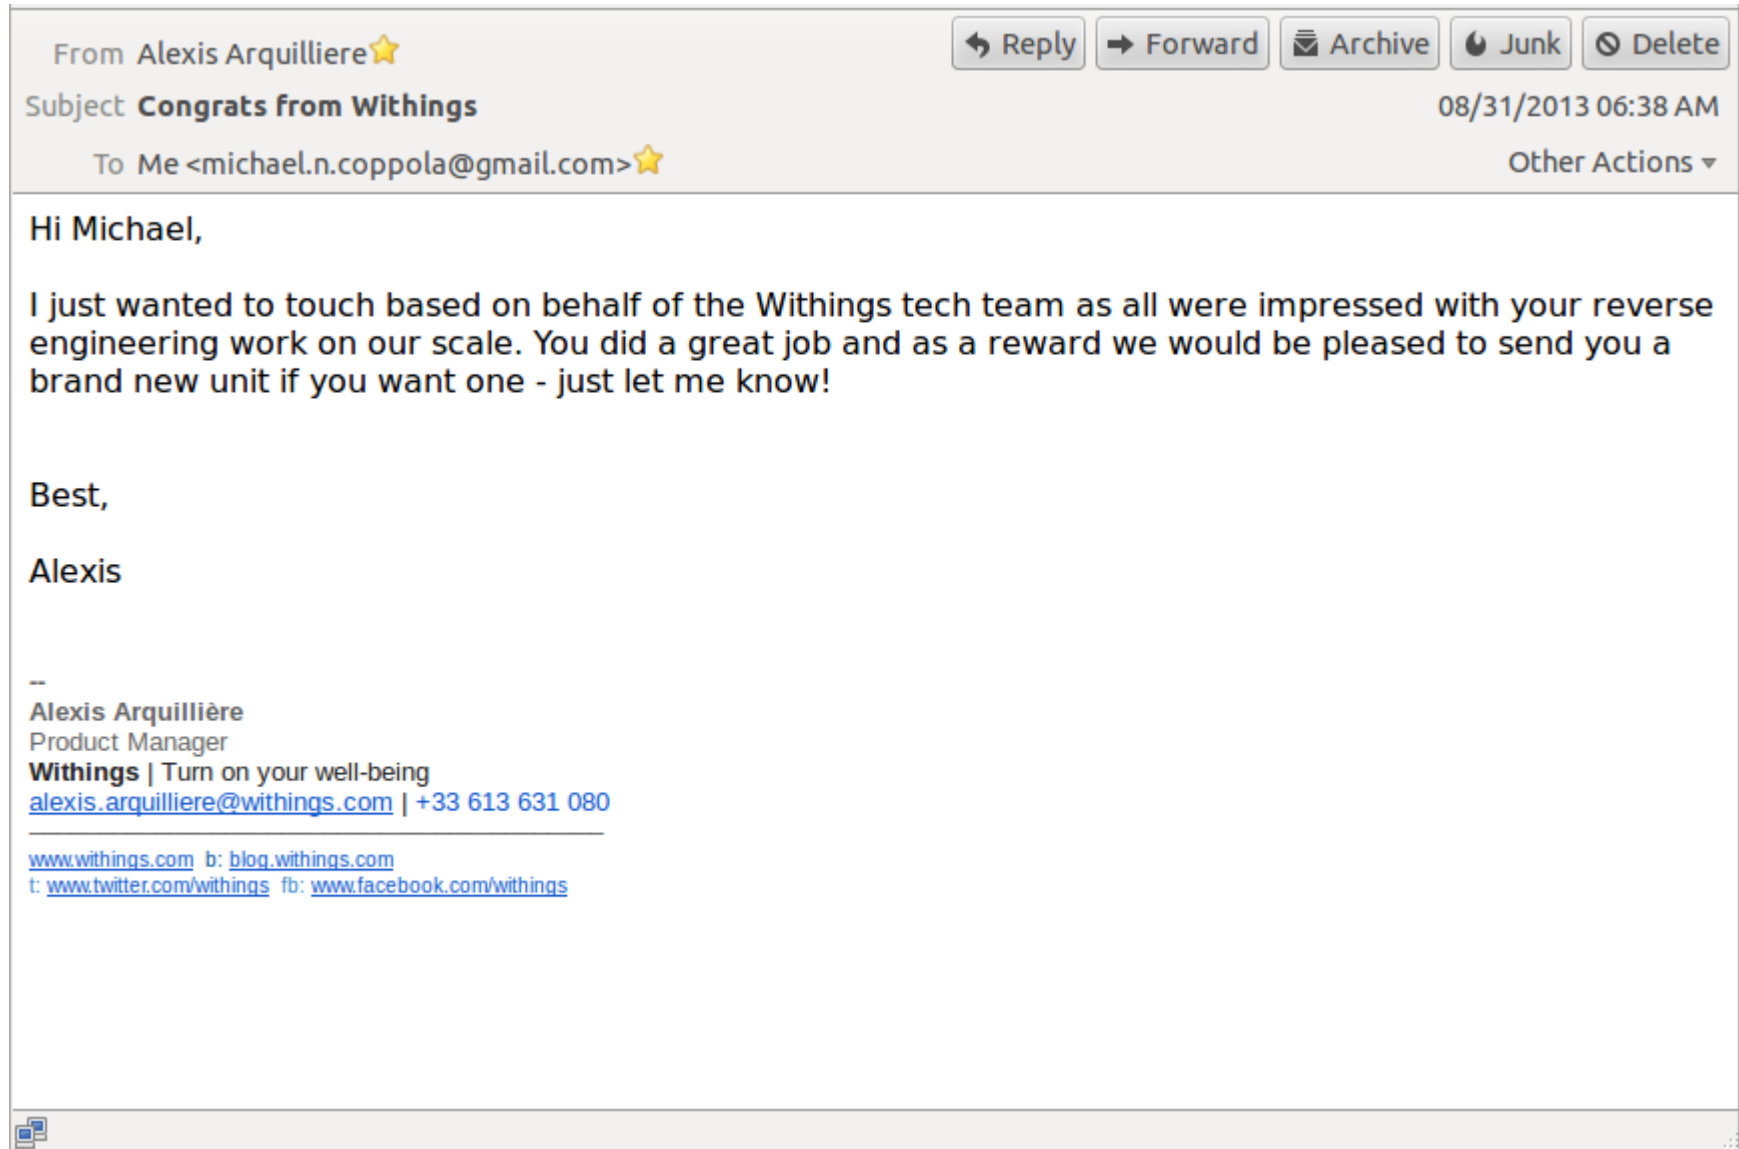 From Alexis Arquilliere Reply Forward Archive Junk Delete
Subject Congrats from Withings 08/31/2013 06:38 AM
To Me <michael.n.coppola@gmail.com> Other Actions
Hi Michael,
I just wanted to touch based on behalf of the Withings tech team as all were impressed with your reverse
engineering work on our scale. You did a great job and as a reward we would be pleased to send you a
brand new unit if you want one - just let me know!
Best,
Alexis
--
Alexis Arquillière
Product Manager
Withings | Turn on your well-being
alexis.arquilliere@withings.com | +33 613 631 080
www.withings.com b: blog.withings.com
t: www.twitter.com/withings fb: www.facebook.com/withings